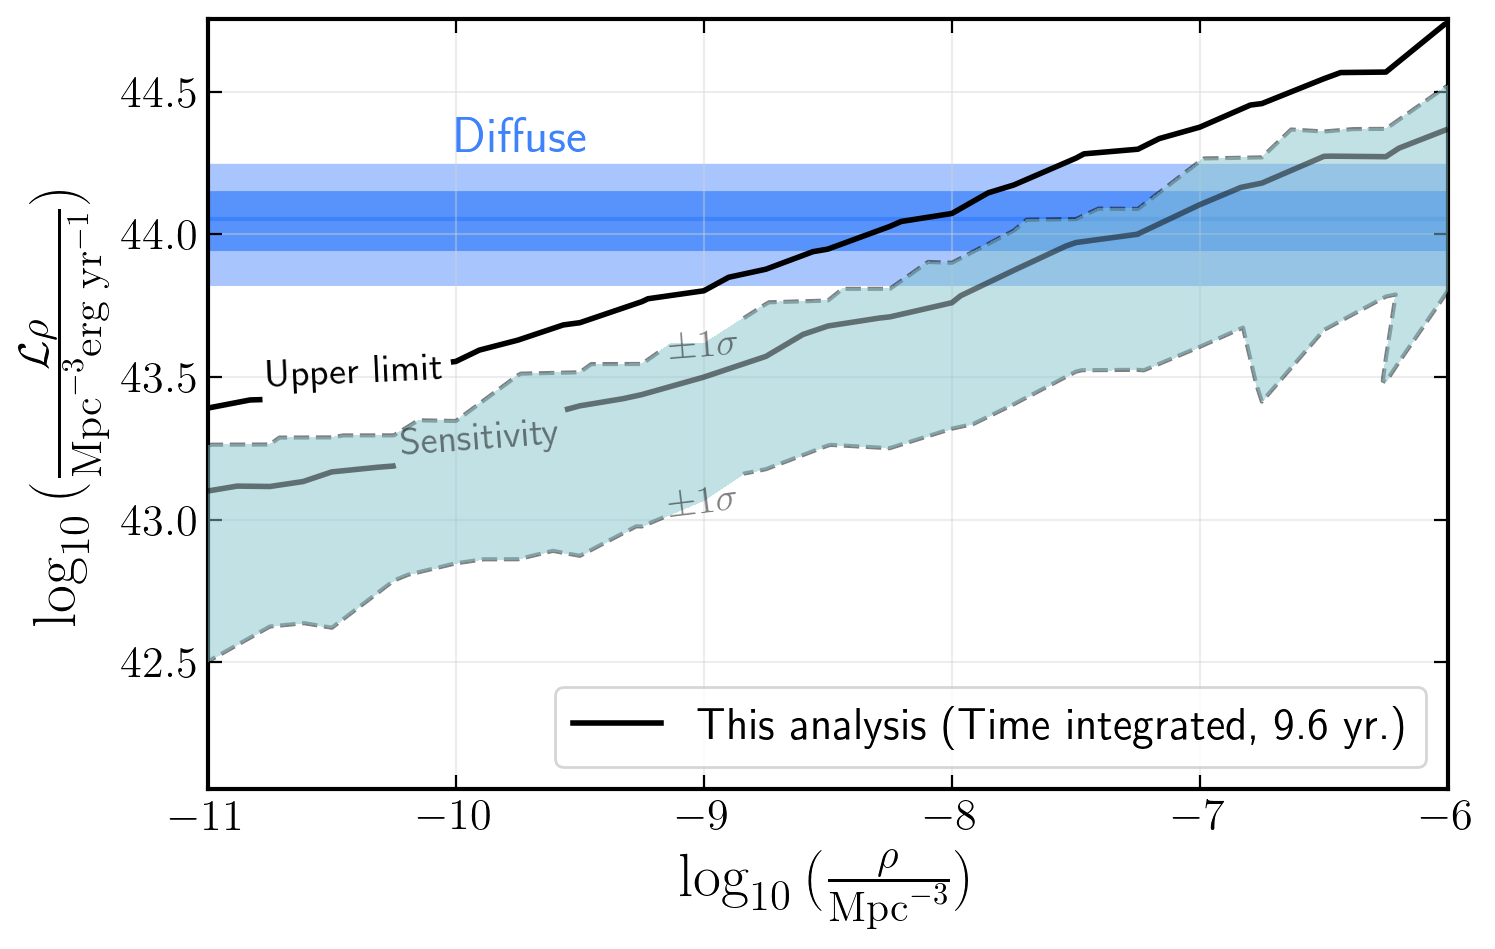 44.5
44.0
43.5
43.0
42.5
log₁₀ (ℒρ / Mpc⁻³erg yr⁻¹)
Diffuse
Upper limit
Sensitivity
±1σ
±1σ
This analysis (Time integrated, 9.6 yr.)
−11 −10 −9 −8 −7 −6
log₁₀ (ρ / Mpc⁻³)